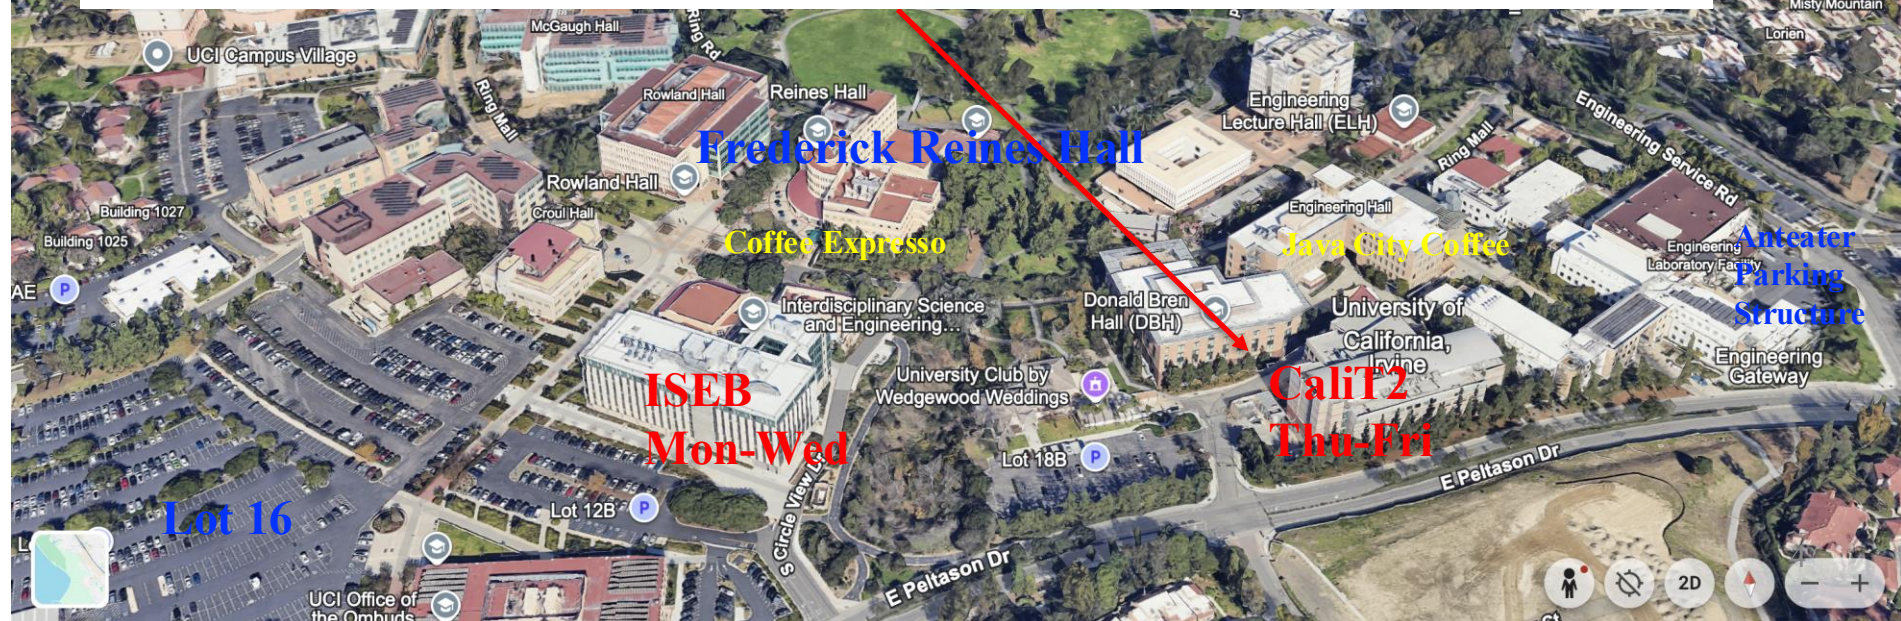 Misty Mountain
McGaugh Hall
Ring Rd
Lorien
UCI Campus Village
Rowland Hall
Reines Hall
Ring Mall
Engineering
Lecture Hall (ELH)
Engineering Service Rd
Frederick Reines Hall
Ring Mall
Rowland Hall
Building 1027
Croul Hall
Engineering Hall
Building 1025
Coffee Expresso
Java City Coffee
Engineering
Laboratory Facility
Anteater
Parking
Structure
AE
P
Interdisciplinary Science
and Engineering...
Donald Bren
Hall (DBH)
University of
California,
Irvine
Engineering
Gateway
University Club by
Wedgewood Weddings
ISEB
Mon-Wed
CaliT2
Thu-Fri
Lot 18B
P
E Peltason Dr
Lot 16
Lot 12B
P
S Circle View
E Peltason Dr
2D
UCI Office of
the Ombuds